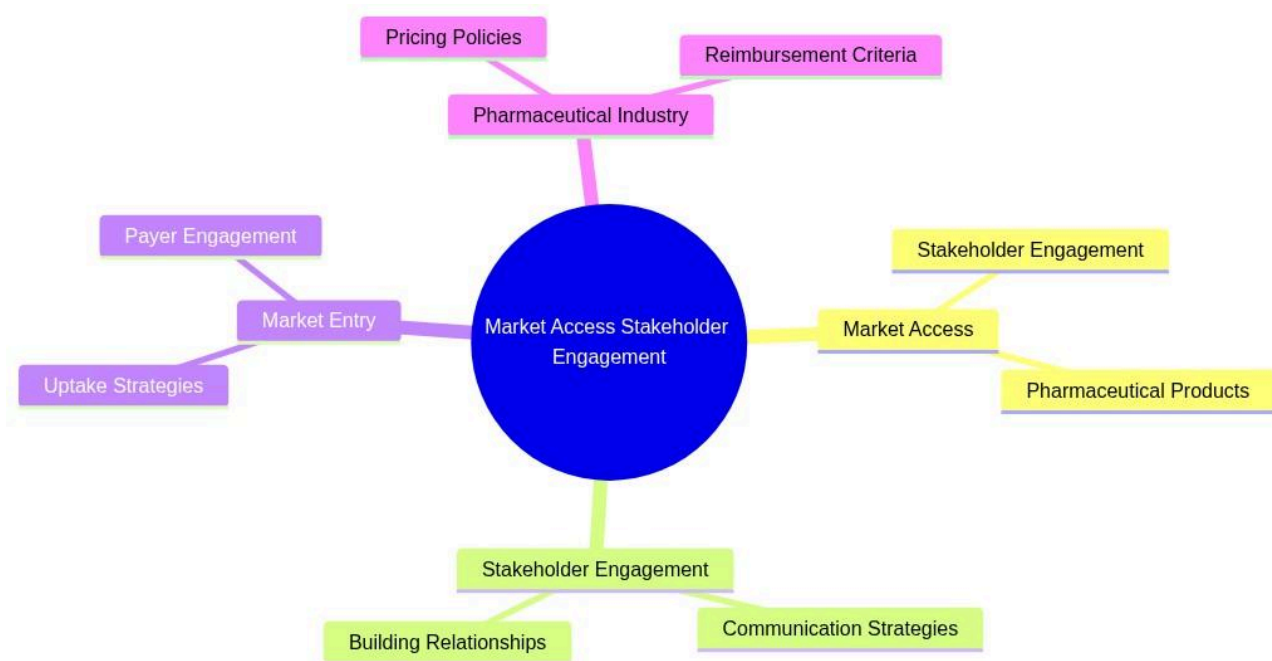 Pricing Policies
Reimbursement Criteria
Pharmaceutical Industry
Payer Engagement
Market Entry
Uptake Strategies
Market Access Stakeholder
Engagement
Stakeholder Engagement
Market Access
Pharmaceutical Products
Stakeholder Engagement
Building Relationships
Communication Strategies